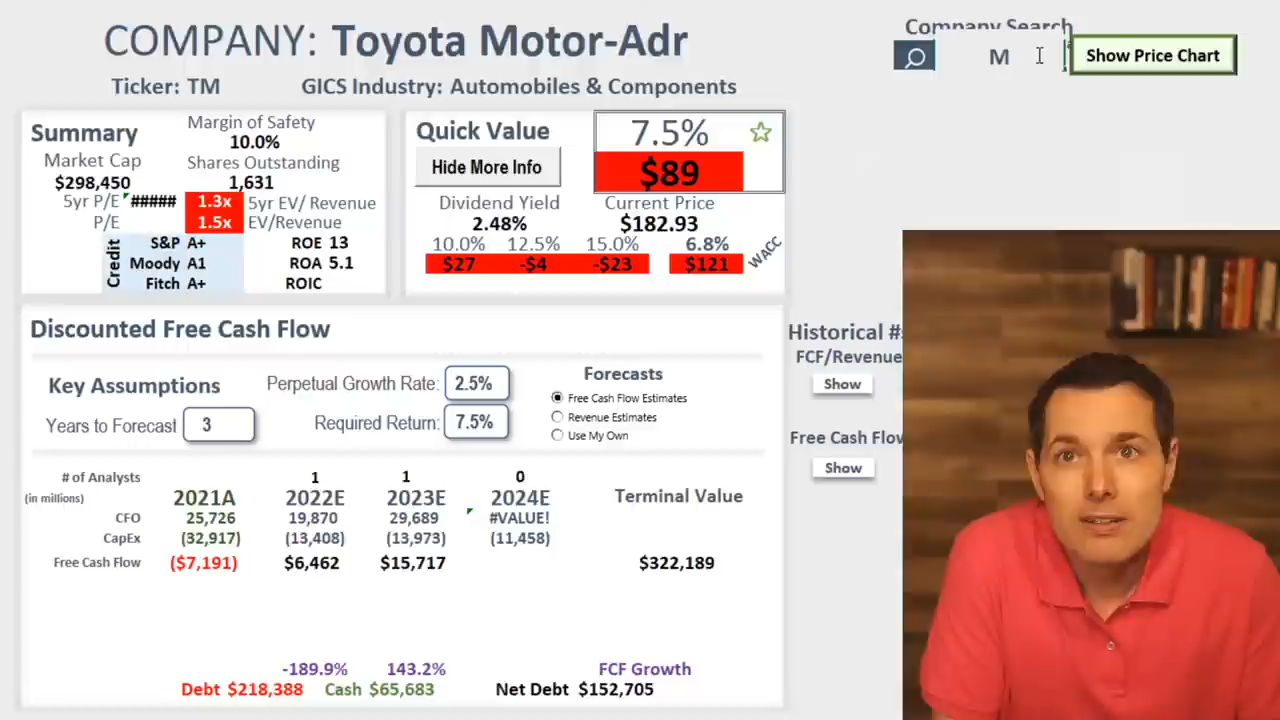 COMPANY: Toyota Motor-Adr
Ticker: TM GICS Industry: Automobiles & Components
Company Search
M
Show Price Chart
Summary
Margin of Safety
10.0%
Market Cap Shares Outstanding
$298,450 1,631
5yr P/E ##### 1.3x 5yr EV/ Revenue
P/E 1.5x EV/Revenue
Credit
S&P A+ ROE 13
Moody A1 ROA 5.1
Fitch A+ ROIC
Quick Value
7.5%
Hide More Info
$89
Dividend Yield Current Price
2.48% $182.93
10.0% 12.5% 15.0% 6.8%
$27 -$4 -$23 $121
WACC
Discounted Free Cash Flow
Key Assumptions
Years to Forecast 3
Perpetual Growth Rate: 2.5%
Required Return: 7.5%
Forecasts
Free Cash Flow Estimates
Revenue Estimates
Use My Own
# of Analysts 1 1 0
(in millions) 2021A 2022E 2023E 2024E Terminal Value
CFO 25,726 19,870 29,689 #VALUE!
CapEx (32,917) (13,408) (13,973) (11,458)
Free Cash Flow ($7,191) $6,462 $15,717 $322,189
-189.9% 143.2% FCF Growth
Debt $218,388 Cash $65,683 Net Debt $152,705
Historical #
FCF/Revenue
Show
Free Cash Flow
Show